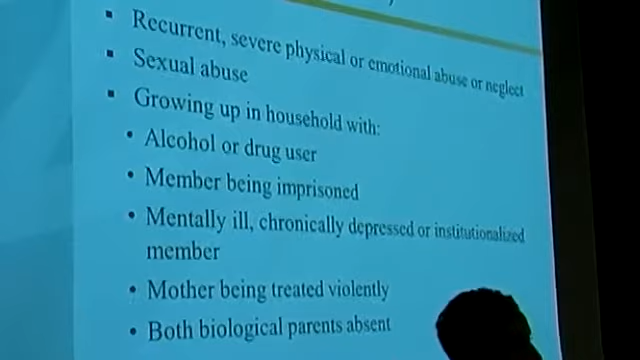 ▪ Recurrent, severe physical or emotional abuse or neglect
▪ Sexual abuse
▪ Growing up in household with:
• Alcohol or drug user
• Member being imprisoned
• Mentally ill, chronically depressed or institutionalized
member
• Mother being treated violently
• Both biological parents absent